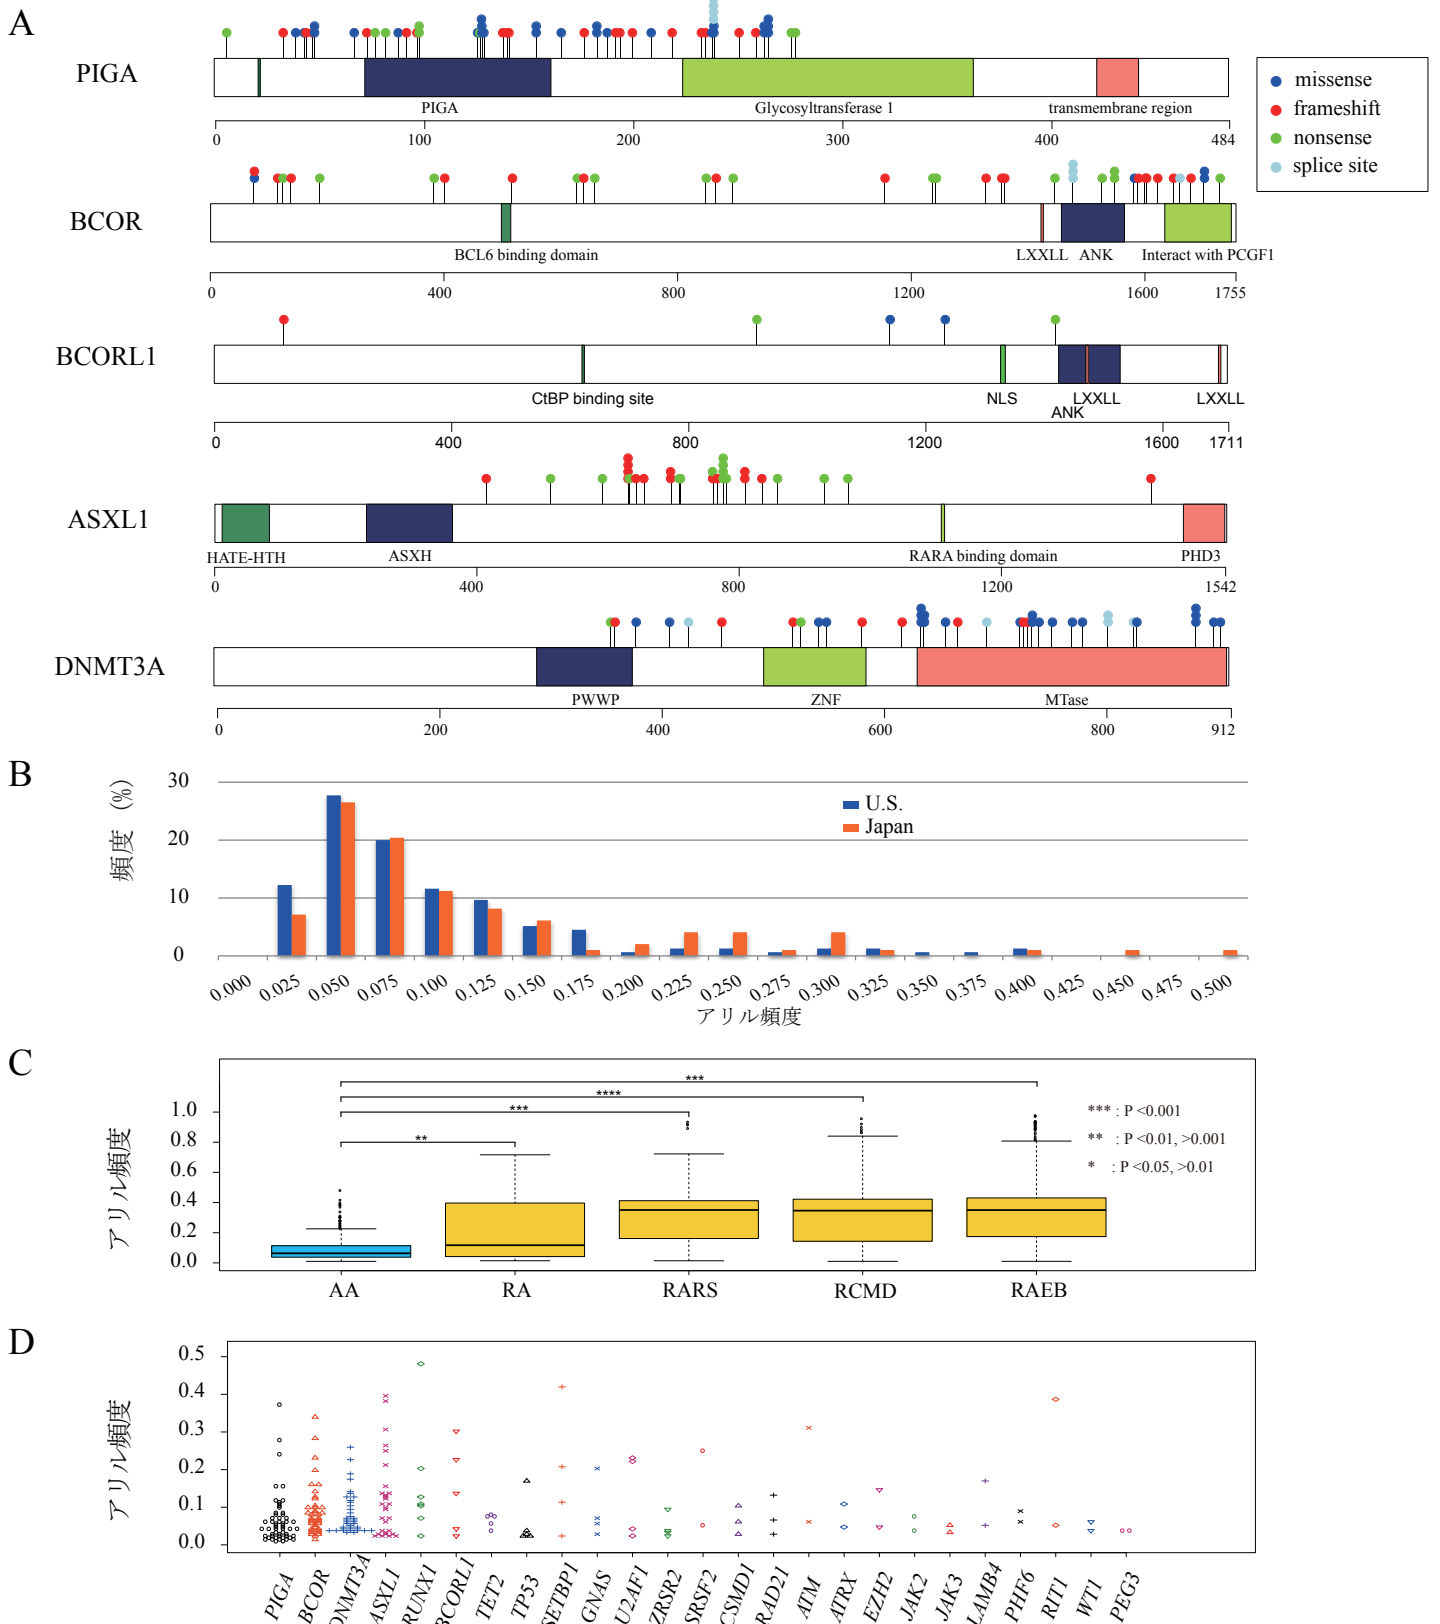 A
PIGA
PIGA
Glycosyltransferase 1
transmembrane region
0 100 200 300 400 484
missense
frameshift
nonsense
splice site
BCOR
BCL6 binding domain
LXXLL
ANK
Interact with PCGF1
0 400 800 1200 1600 1755
BCORL1
CtBP binding site
NLS
LXXLL
LXXLL
ANK
0 400 800 1200 1600 1711
ASXL1
HATE-HTH
ASXH
RARA binding domain
PHD3
0 400 800 1200 1542
DNMT3A
PWWP
ZNF
MTase
0 200 400 600 800 912
B
頻度 (%)
30
20
10
0
U.S.
Japan
0.000 0.025 0.050 0.075 0.100 0.125 0.150 0.175 0.200 0.225 0.250 0.275 0.300 0.325 0.350 0.375 0.400 0.425 0.450 0.475 0.500
アリル頻度
C
アリル頻度
1.0
0.8
0.6
0.4
0.2
0.0
***
****
***
**
*** : P <0.001
** : P <0.01, >0.001
* : P <0.05, >0.01
AA RA RARS RCMD RAEB
D
アリル頻度
0.5
0.4
0.3
0.2
0.1
0.0
PIGA BCOR DNMT3A ASXL1 RUNX1 BCORL1 TET2 TP53 SETBP1 GNAS U2AF1 ZRSR2 SRSF2 CSMD1 RAD21 ATM ATRX EZH2 JAK2 JAK3 LAMB4 PHF6 RIT1 WT1 PEG3